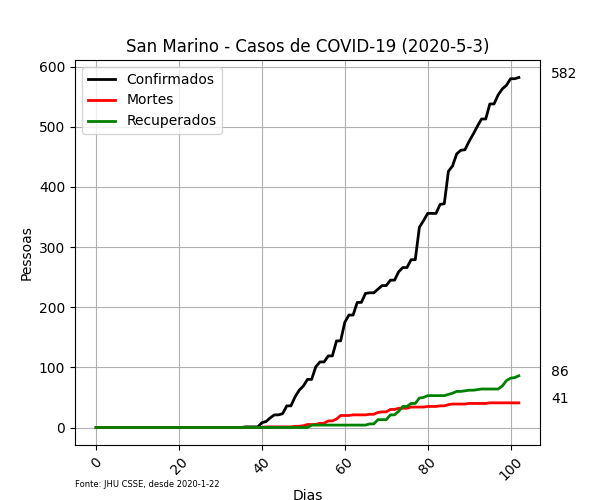 San Marino - Casos de COVID-19 (2020-5-3)
Confirmados
Mortes
Recuperados
600
500
400
300
200
100
0
Pessoas
582
86
41
0
20
40
60
80
100
Dias
Fonte: JHU CSSE, desde 2020-1-22